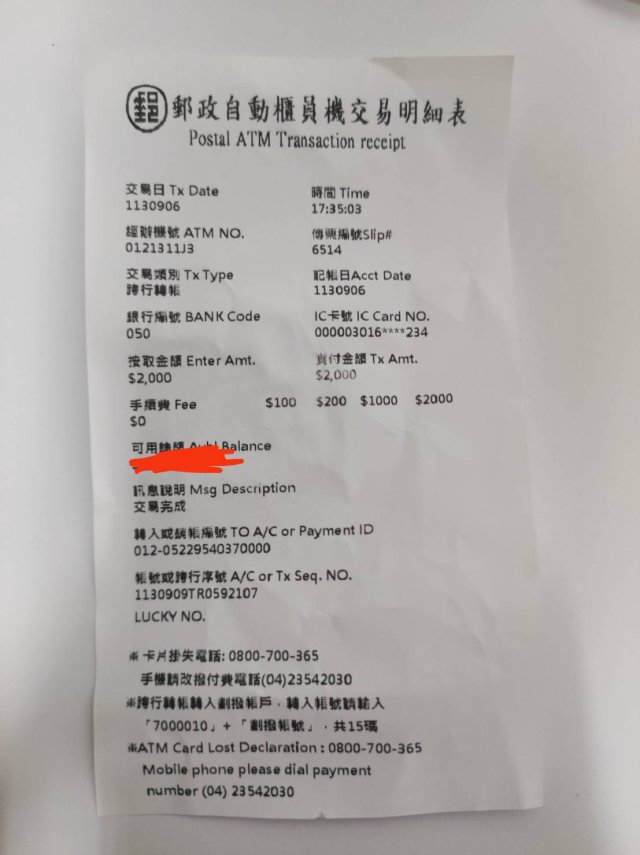 郵 郵政自動櫃員機交易明細表
Postal ATM Transaction receipt
交易日 Tx Date 時間 Time
1130906 17:35:03
經辦機號 ATM NO. 傳票編號Slip#
0121311J3 6514
交易類別 Tx Type 記帳日Acct Date
跨行轉帳 1130906
銀行編號 BANK Code IC卡號 IC Card NO.
050 000003016****234
按取金額 Enter Amt. 實付金額 Tx Amt.
$2,000 $2,000
手續費 Fee $100 $200 $1000 $2000
$0
可用餘額 Balance
訊息說明 Msg Description
交易完成
轉入或銷帳編號 TO A/C or Payment ID
012-05229540370000
帳號或跨行序號 A/C or Tx Seq. NO.
1130909TR0592107
LUCKY NO.
※ 卡片掛失電話: 0800-700-365
手機請改撥付費電話(04)23542030
※跨行轉帳轉入劃撥帳戶，轉入帳號請輸入
「7000010」+「劃撥帳號」，共15碼
※ATM Card Lost Declaration : 0800-700-365
Mobile phone please dial payment
number (04) 23542030